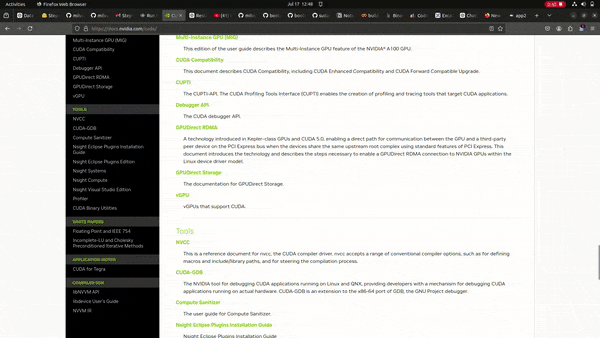 Activities
Firefox Web Browser
Jul 17 12:48
https://docs.nvidia.com/cuda/
Multi-Instance GPU (MIG)
CUDA Compatibility
CUPTI
Debugger API
GPUDirect RDMA
GPUDirect Storage
vGPU
TOOLS
NVCC
CUDA-GDB
Compute Sanitizer
Nsight Eclipse Plugins Installation
Guide
Nsight Eclipse Plugins Edition
Nsight Systems
Nsight Compute
Nsight Visual Studio Edition
Profiler
CUDA Binary Utilities
WHITE PAPERS
Floating Point and IEEE 754
Incomplete-LU and Cholesky
Preconditioned Iterative Methods
APPLICATION NOTES
CUDA for Tegra
COMPILER SDK
libNVVM API
libdevice User's Guide
NVVM IR
Multi-Instance GPU (MIG)
This edition of the user guide describes the Multi-Instance GPU feature of the NVIDIA® A100 GPU.
CUDA Compatibility
This document describes CUDA Compatibility, including CUDA Enhanced Compatibility and CUDA Forward Compatible Upgrade.
CUPTI
The CUPTI-API. The CUDA Profiling Tools Interface (CUPTI) enables the creation of profiling and tracing tools that target CUDA applications.
Debugger API
The CUDA debugger API.
GPUDirect RDMA
A technology introduced in Kepler-class GPUs and CUDA 5.0, enabling a direct path for communication between the GPU and a third-party
peer device on the PCI Express bus when the devices share the same upstream root complex using standard features of PCI Express. This
document introduces the technology and describes the steps necessary to enable a GPUDirect RDMA connection to NVIDIA GPUs within the
Linux device driver model.
GPUDirect Storage
The documentation for GPUDirect Storage.
vGPU
vGPUs that support CUDA.
Tools
NVCC
This is a reference document for nvcc, the CUDA compiler driver. nvcc accepts a range of conventional compiler options, such as for defining
macros and include/library paths, and for steering the compilation process.
CUDA-GDB
The NVIDIA tool for debugging CUDA applications running on Linux and QNX, providing developers with a mechanism for debugging CUDA
applications running on actual hardware. CUDA-GDB is an extension to the x86-64 port of GDB, the GNU Project debugger.
Compute Sanitizer
The user guide for Compute Sanitizer.
Nsight Eclipse Plugins Installation Guide
Nsight Eclipse Plugins Installation Guide